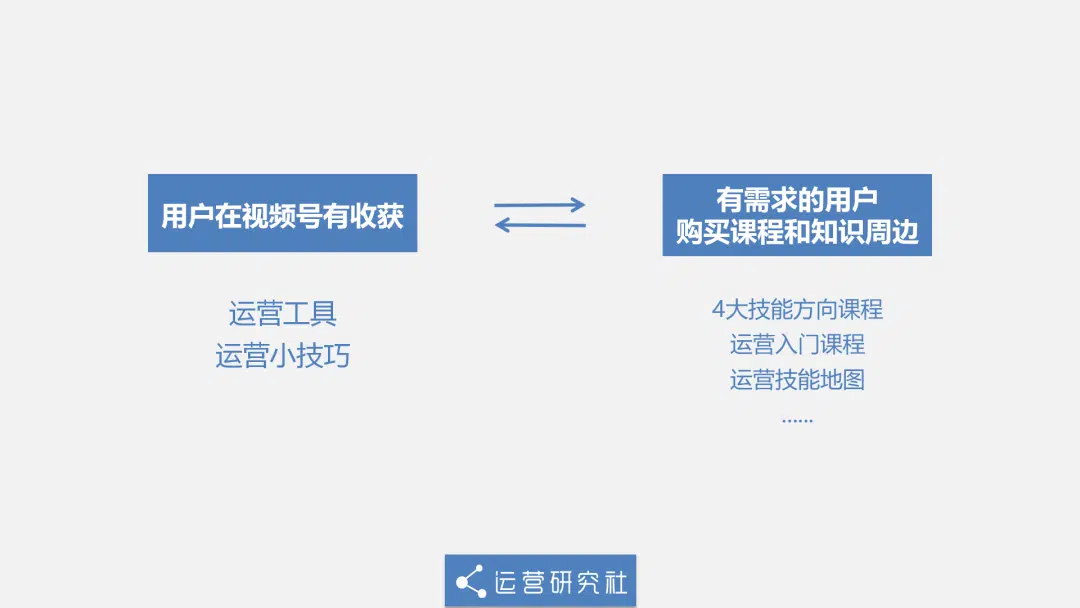 用户在视频号有收获
运营工具
运营小技巧
有需求的用户
购买课程和知识周边
4大技能方向课程
运营入门课程
运营技能地图
……
运营研究社